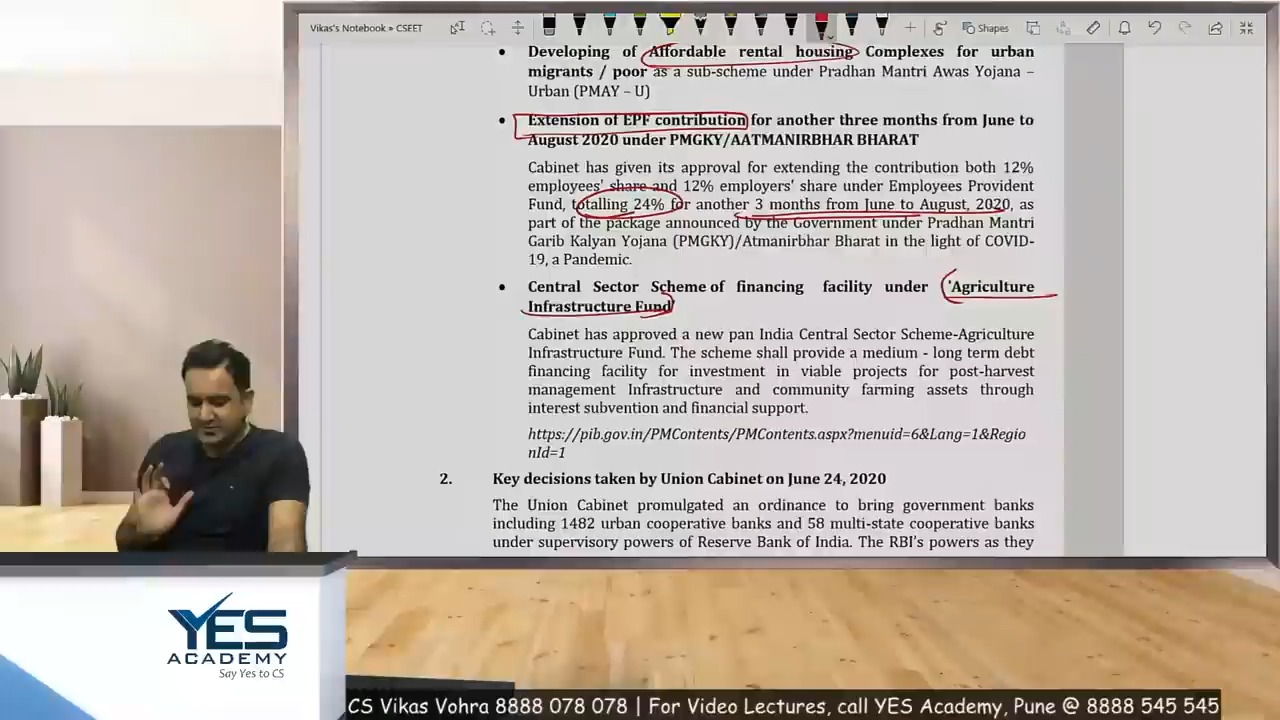 Vikas's Notebook » CSEET
Shapes
• Developing of Affordable rental housing Complexes for urban
migrants / poor as a sub-scheme under Pradhan Mantri Awas Yojana –
Urban (PMAY – U)
• Extension of EPF contribution for another three months from June to
August 2020 under PMGKY/AATMANIRBHAR BHARAT
Cabinet has given its approval for extending the contribution both 12%
employees' share and 12% employers' share under Employees Provident
Fund, totalling 24% for another 3 months from June to August, 2020, as
part of the package announced by the Government under Pradhan Mantri
Garib Kalyan Yojana (PMGKY)/Atmanirbhar Bharat in the light of COVID-
19, a Pandemic.
• Central Sector Scheme of financing facility under 'Agriculture
Infrastructure Fund'
Cabinet has approved a new pan India Central Sector Scheme-Agriculture
Infrastructure Fund. The scheme shall provide a medium - long term debt
financing facility for investment in viable projects for post-harvest
management Infrastructure and community farming assets through
interest subvention and financial support.
https://pib.gov.in/PMContents/PMContents.aspx?menuid=6&Lang=1&Regio
nId=1
2. Key decisions taken by Union Cabinet on June 24, 2020
The Union Cabinet promulgated an ordinance to bring government banks
including 1482 urban cooperative banks and 58 multi-state cooperative banks
under supervisory powers of Reserve Bank of India. The RBI's powers as they
YES
ACADEMY
Say Yes to CS
CS Vikas Vohra 8888 078 078 | For Video Lectures, call YES Academy, Pune @ 8888 545 545